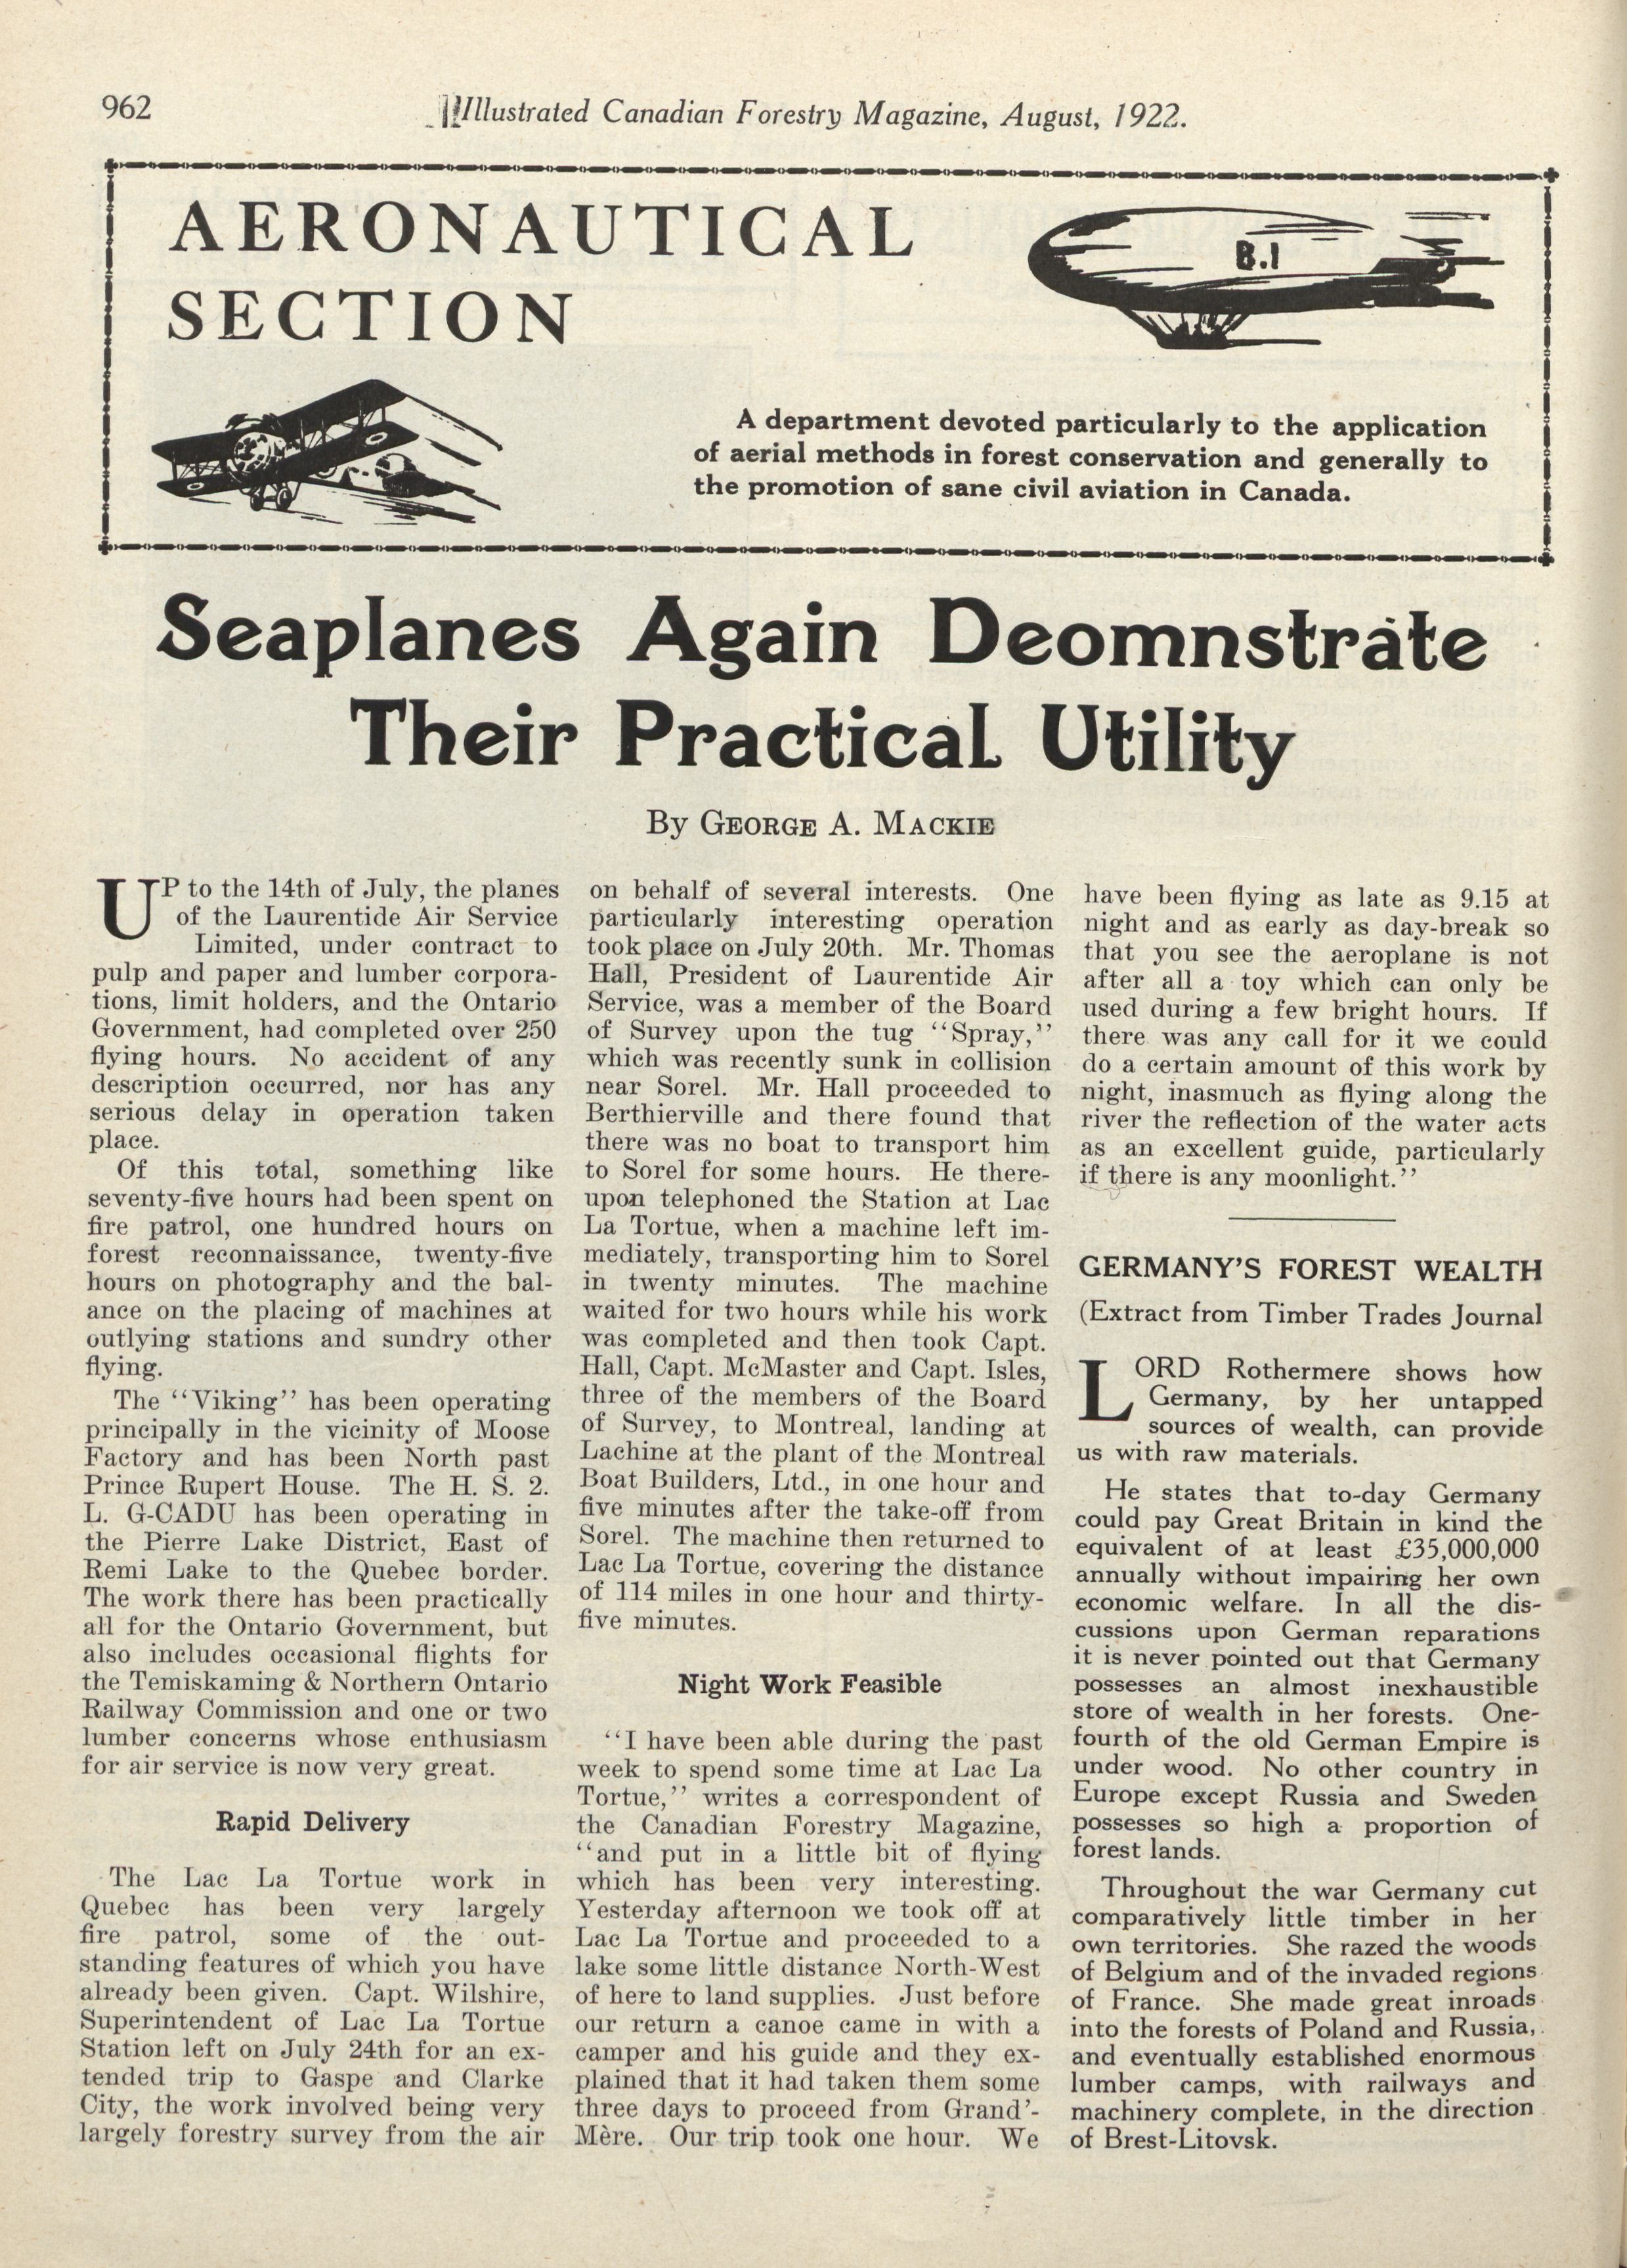 962
Illustrated Canadian Forestry Magazine, August, 1922.
AERONAUTICAL
SECTION
B.1
A department devoted particularly to the application
of aerial methods in forest conservation and generally to
the promotion of sane civil aviation in Canada.
Seaplanes Again Deomnstrate
Their Practical Utility
By GEORGE A. MACKIE
UP to the 14th of July, the planes
of the Laurentide Air Service
Limited, under contract to
pulp and paper and lumber corpora-
tions, limit holders, and the Ontario
Government, had completed over 250
flying hours. No accident of any
description occurred, nor has any
serious delay in operation taken
place.
Of this total, something like
seventy-five hours had been spent on
fire patrol, one hundred hours on
forest reconnaissance, twenty-five
hours on photography and the bal-
ance on the placing of machines at
outlying stations and sundry other
flying.
The ‘‘Viking’’ has been operating
principally in the vicinity of Moose
Factory and has been North past
Prince Rupert House. The H. S. 2.
L. G-CADU has been operating in
the Pierre Lake District, East of
Remi Lake to the Quebec border.
The work there has been practically
all for the Ontario Government, but
also includes occasional flights for
the Temiskaming & Northern Ontario
Railway Commission and one or two
lumber concerns whose enthusiasm
for air service is now very great.
Rapid Delivery
The Lac La Tortue work in
Quebec has been very largely
fire patrol, some of the out-
standing features of which you have
already been given. Capt. Wilshire,
Superintendent of Lac La Tortue
Station left on July 24th for an ex-
tended trip to Gaspe and Clarke
City, the work involved being very
largely forestry survey from the air
on behalf of several interests. One
particularly interesting operation
took place on July 20th. Mr. Thomas
Hall, President of Laurentide Air
Service, was a member of the Board
of Survey upon the tug ‘‘Spray,’’
which was recently sunk in collision
near Sorel. Mr. Hall proceeded to
Berthierville and there found that
there was no boat to transport him
to Sorel for some hours. He there-
upon telephoned the Station at Lac
La Tortue, when a machine left im-
mediately, transporting him to Sorel
in twenty minutes. The machine
waited for two hours while his work
was completed and then took Capt.
Hall, Capt. McMaster and Capt. Isles,
three of the members of the Board
of Survey, to Montreal, landing at
Lachine at the plant of the Montreal
Boat Builders, Ltd., in one hour and
five minutes after the take-off from
Sorel. The machine then returned to
Lac La Tortue, covering the distance
of 114 miles in one hour and thirty-
five minutes.
Night Work Feasible
‘‘I have been able during the past
week to spend some time at Lac La
Tortue,’’ writes a correspondent of
the Canadian Forestry Magazine,
‘‘and put in a little bit of flying
which has been very interesting.
Yesterday afternoon we took off at
Lac La Tortue and proceeded to a
lake some little distance North-West
of here to land supplies. Just before
our return a canoe came in with a
camper and his guide and they ex-
plained that it had taken them some
three days to proceed from Grand’-
Mère. Our trip took one hour. We
have been flying as late as 9.15 at
night and as early as day-break so
that you see the aeroplane is not
after all a toy which can only be
used during a few bright hours. If
there was any call for it we could
do a certain amount of this work by
night, inasmuch as flying along the
river the reflection of the water acts
as an excellent guide, particularly
if there is any moonlight.’’
GERMANY’S FOREST WEALTH
(Extract from Timber Trades Journal
LORD Rothermere shows how
Germany, by her untapped
sources of wealth, can provide
us with raw materials.
He states that to-day Germany
could pay Great Britain in kind the
equivalent of at least £35,000,000
annually without impairing her own
economic welfare. In all the dis-
cussions upon German reparations
it is never pointed out that Germany
possesses an almost inexhaustible
store of wealth in her forests. One-
fourth of the old German Empire is
under wood. No other country in
Europe except Russia and Sweden
possesses so high a proportion of
forest lands.
Throughout the war Germany cut
comparatively little timber in her
own territories. She razed the woods
of Belgium and of the invaded regions
of France. She made great inroads
into the forests of Poland and Russia,
and eventually established enormous
lumber camps, with railways and
machinery complete, in the direction
of Brest-Litovsk.